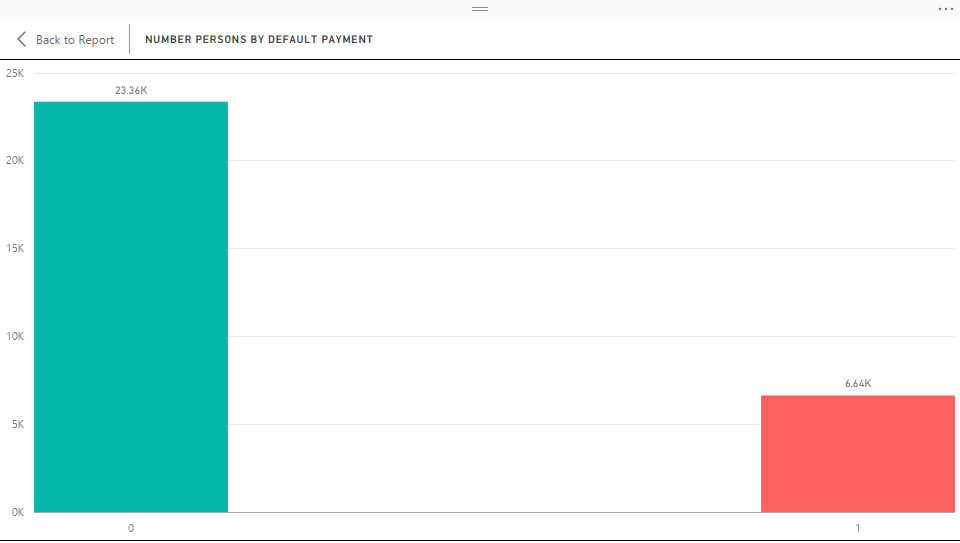 Back to Report
NUMBER PERSONS BY DEFAULT PAYMENT
25K
23.36K
20K
15K
10K
6.64K
5K
0K
0
1